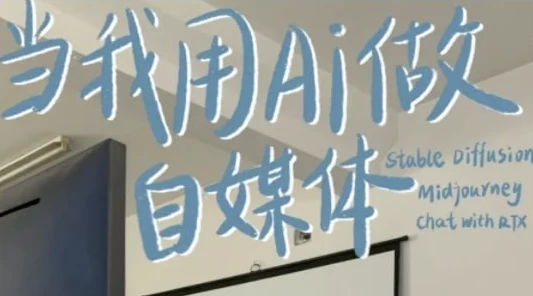 当我用Ai做
自媒体
Stable Diffusion
Midjourney
Chat with RTX